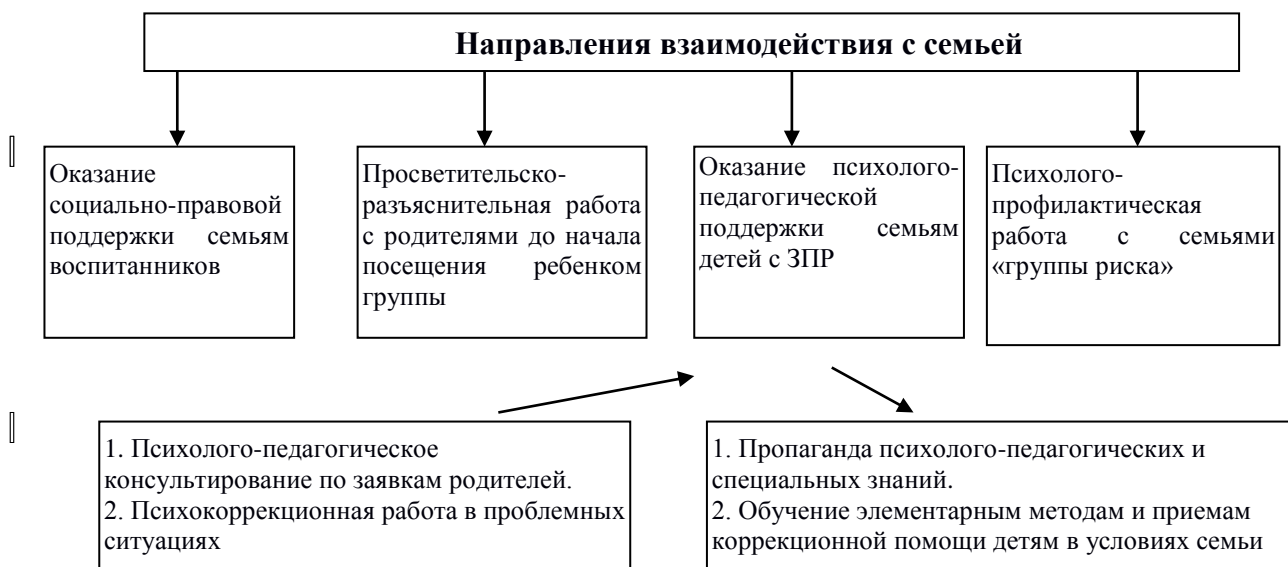 Направления взаимодействия с семьей
Оказание
социально-правовой
поддержки семьям
воспитанников
Просветительско-
разъяснительная работа
с родителями до начала
посещения ребенком
группы
Оказание психолого-
педагогической
поддержки семьям
детей с ЗПР
Психолого-
профилактическая
работа с семьями
«группы риска»
1. Психолого-педагогическое
консультирование по заявкам родителей.
2. Психокоррекционная работа в проблемных
ситуациях
1. Пропаганда психолого-педагогических и
специальных знаний.
2. Обучение элементарным методам и приемам
коррекционной помощи детям в условиях семьи